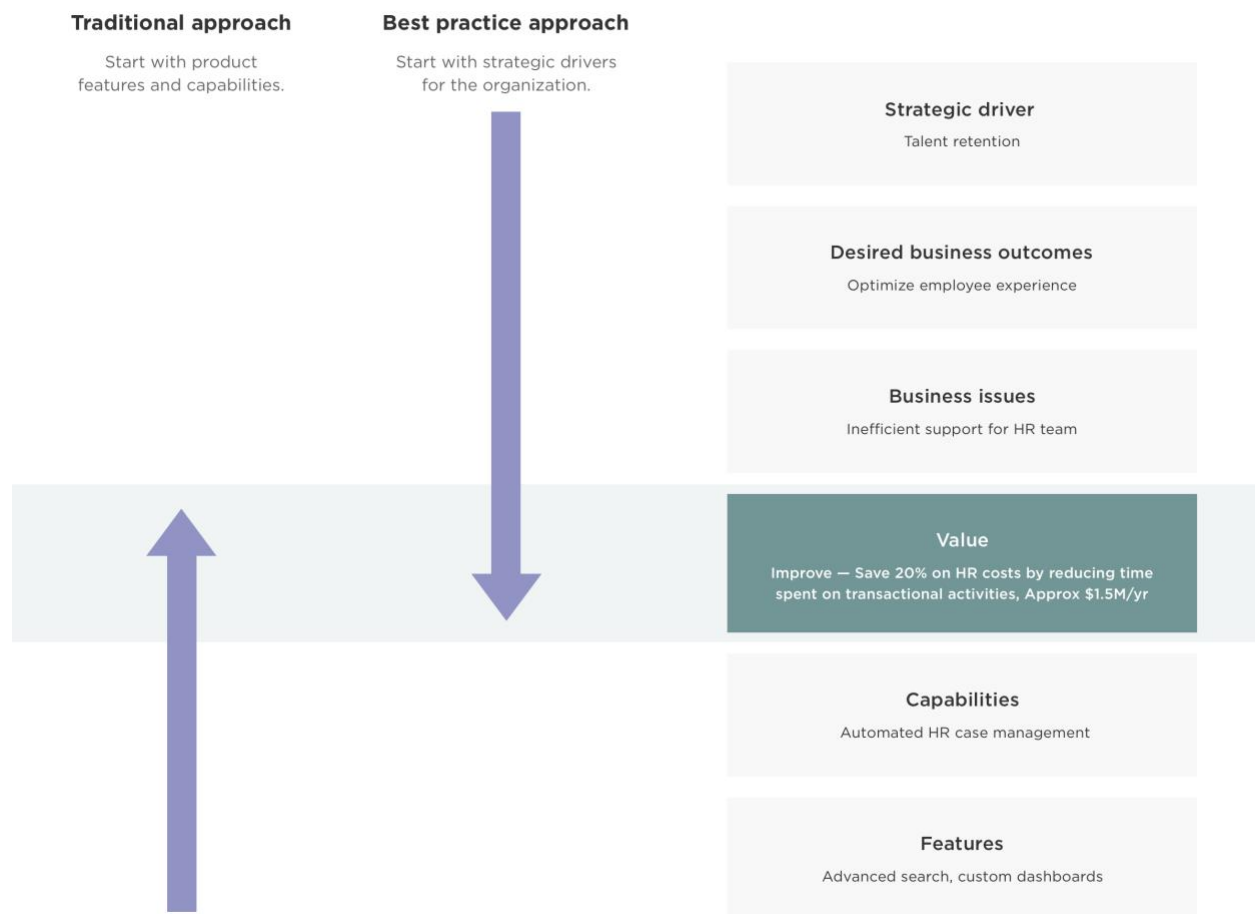 Traditional approach
Start with product
features and capabilities.
Best practice approach
Start with strategic drivers
for the organization.
Strategic driver
Talent retention
Desired business outcomes
Optimize employee experience
Business issues
Inefficient support for HR team
Value
Improve — Save 20% on HR costs by reducing time
spent on transactional activities, Approx $1.5M/yr
Capabilities
Automated HR case management
Features
Advanced search, custom dashboards